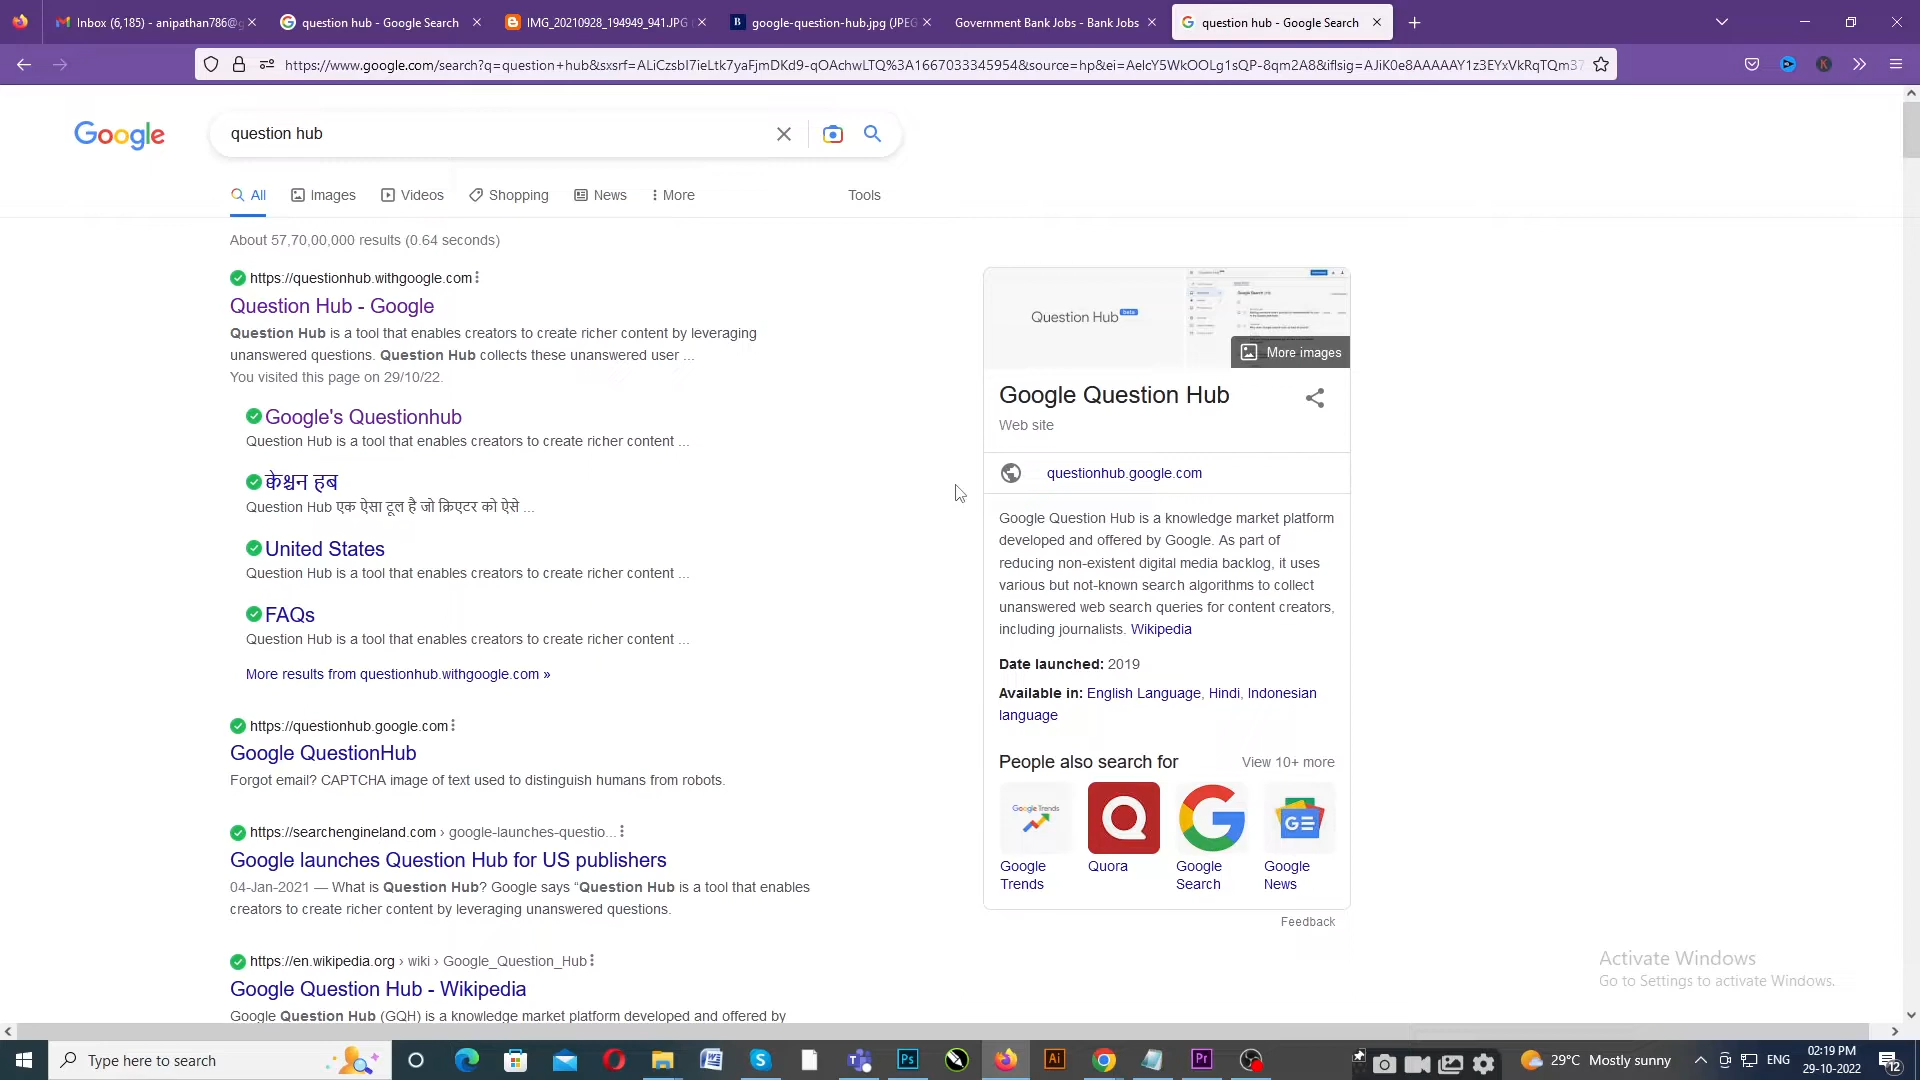 Inbox (6,185) - anipathan786@g
question hub - Google Search
IMG_20210928_194949_941.JPG
google-question-hub.jpg (JPEG
Government Bank Jobs - Bank Jobs
question hub - Google Search
https://www.google.com/search?q=question+hub&sxsrf=ALiCzsbI7ieLtk7yaFjmDKd9-qOAchwLTQ%3A1667033345954&source=hp&ei=AelcY5WkOOLg1sQP-8qm2A8&iflsig=AJiK0e8AAAAAY1z3EYxVkRqTQm37
Google
question hub
All Images Videos Shopping News More Tools
About 57,70,00,000 results (0.64 seconds)
https://questionhub.withgoogle.com
Question Hub - Google
Question Hub is a tool that enables creators to create richer content by leveraging
unanswered questions. Question Hub collects these unanswered user ...
You visited this page on 29/10/22.
Google's Questionhub
Question Hub is a tool that enables creators to create richer content ...
क्वेश्चन हब
Question Hub एक ऐसा टूल है जो क्रिएटर को ऐसे ...
United States
Question Hub is a tool that enables creators to create richer content ...
FAQs
Question Hub is a tool that enables creators to create richer content ...
More results from questionhub.withgoogle.com »
https://questionhub.google.com
Google QuestionHub
Forgot email? CAPTCHA image of text used to distinguish humans from robots.
https://searchengineland.com › google-launches-questio...
Google launches Question Hub for US publishers
04-Jan-2021 — What is Question Hub? Google says “Question Hub is a tool that enables
creators to create richer content by leveraging unanswered questions.
https://en.wikipedia.org › wiki › Google_Question_Hub
Google Question Hub - Wikipedia
Google Question Hub (GQH) is a knowledge market platform developed and offered by
Question Hub beta
More images
Google Question Hub
Web site
questionhub.google.com
Google Question Hub is a knowledge market platform
developed and offered by Google. As part of
reducing non-existent digital media backlog, it uses
various but not-known search algorithms to collect
unanswered web search queries for content creators,
including journalists. Wikipedia
Date launched: 2019
Available in: English Language, Hindi, Indonesian
language
People also search for
View 10+ more
Google Trends
Google
Trends
Quora
Google
Search
Google
News
Feedback
Activate Windows
Go to Settings to activate Windows.
Type here to search
29°C Mostly sunny
ENG
02:19 PM
29-10-2022
12